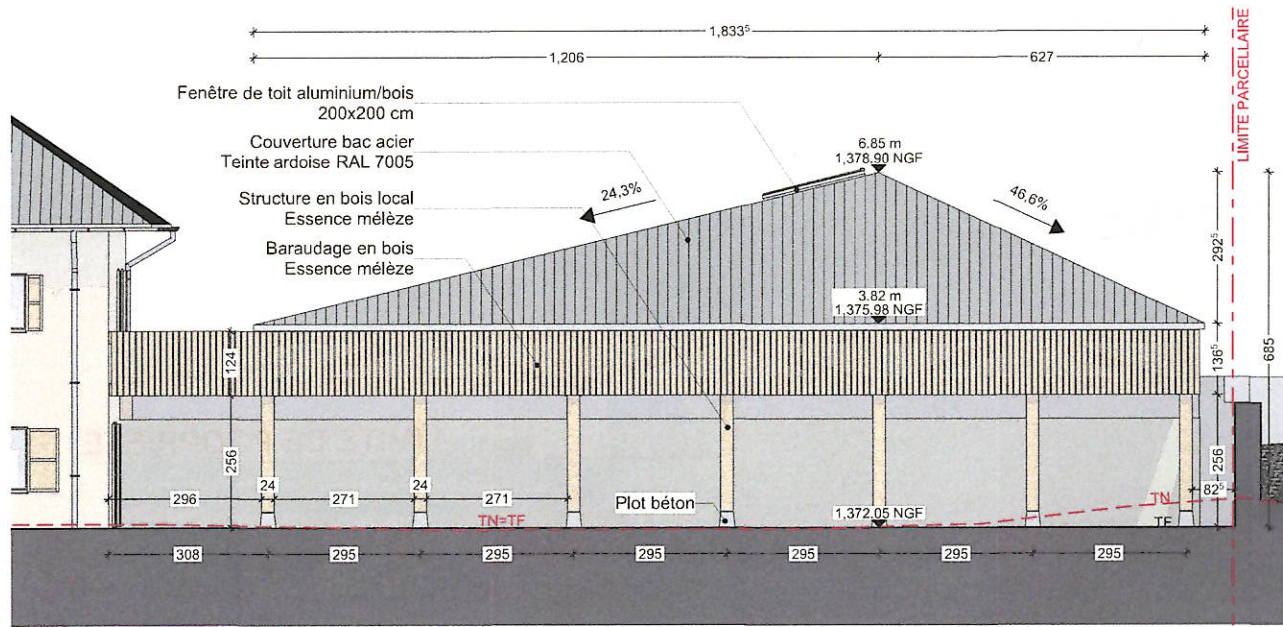 1,833⁵
1,206
627
LIMITE PARCELLAIRE
Fenêtre de toit aluminium/bois
200x200 cm
Couverture bac acier
Teinte ardoise RAL 7005
Structure en bois local
Essence mélèze
Baraudage en bois
Essence mélèze
24,3%
6.85 m
1,378.90 NGF
46,6%
292⁵
3.82 m
1,375.98 NGF
124
136⁵
685
256
256
296
24
271
24
271
82⁵
Plot béton
1,372.05 NGF
TN
TN=TF
TF
308
295
295
295
295
295
295